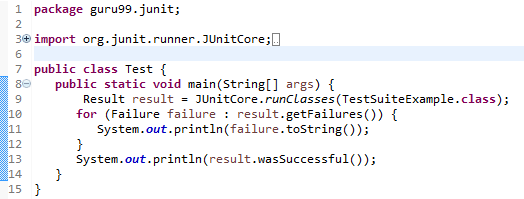 1 package guru99.junit;
2
3 import org.junit.runner.JUnitCore;
6
7 public class Test {
8 public static void main(String[] args) {
9 Result result = JUnitCore.runClasses(TestSuiteExample.class);
10 for (Failure failure : result.getFailures()) {
11 System.out.println(failure.toString());
12 }
13 System.out.println(result.wasSuccessful());
14 }
15 }